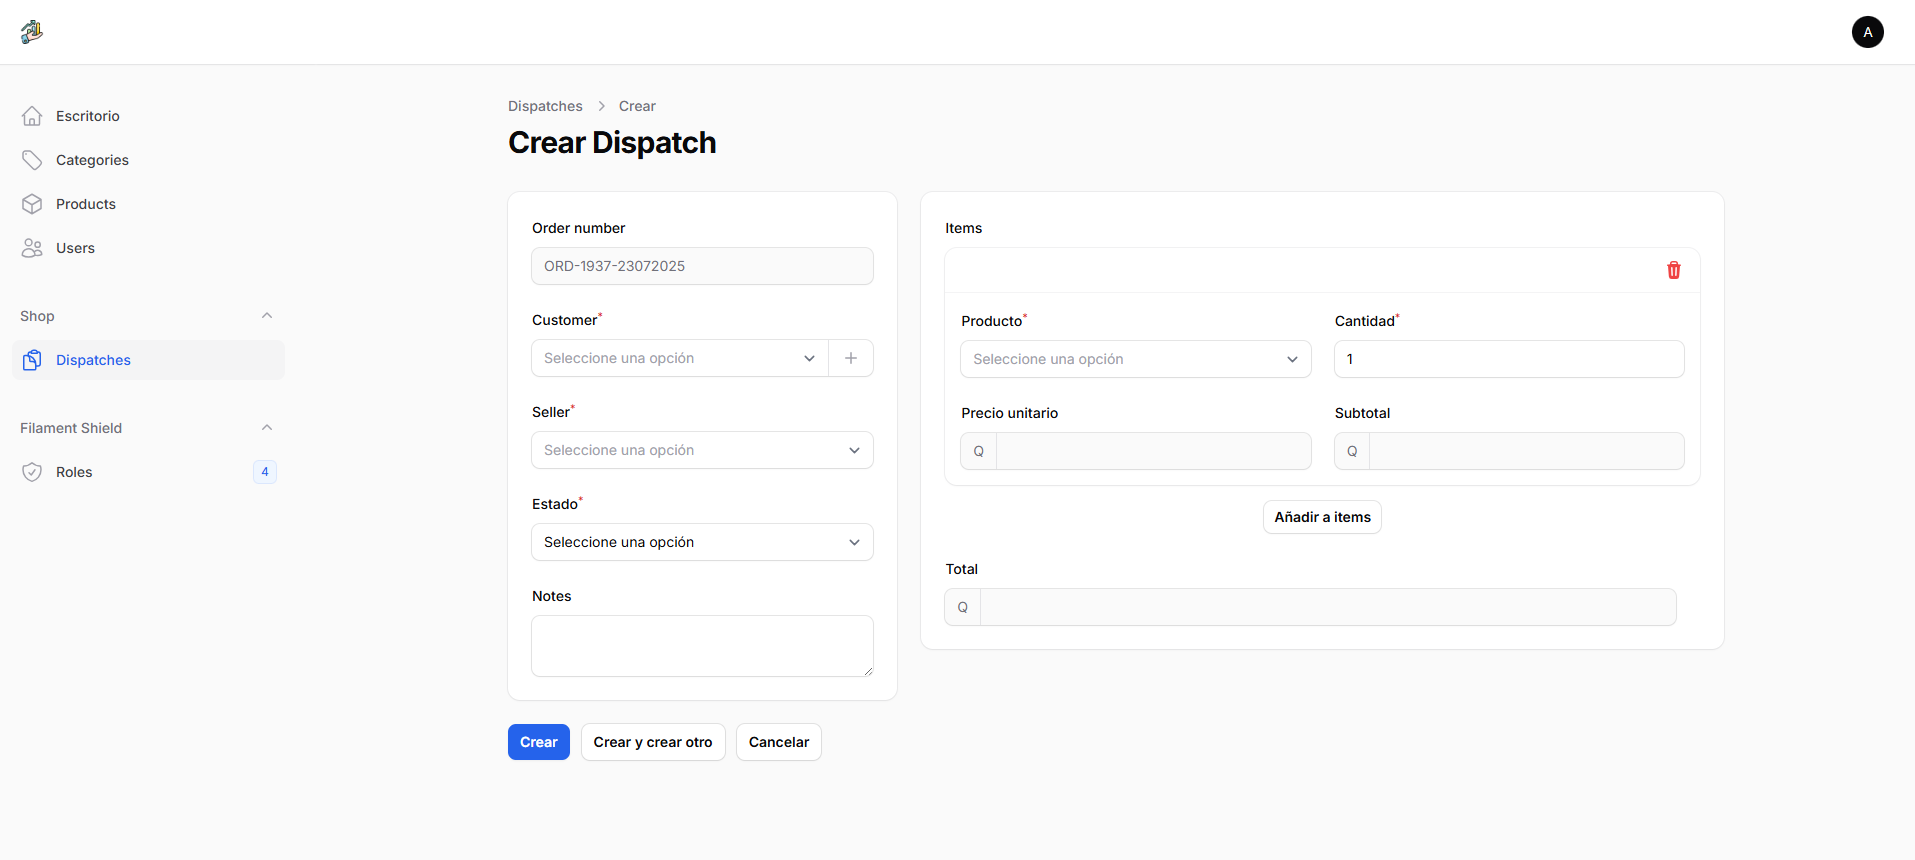 A
Escritorio
Categories
Products
Users
Shop
Dispatches
Filament Shield
Roles 4
Dispatches > Crear
Crear Dispatch
Order number
ORD-1937-23072025
Customer*
Seleccione una opción
Seller*
Seleccione una opción
Estado*
Seleccione una opción
Notes
Items
Producto* Cantidad*
Seleccione una opción 1
Precio unitario Subtotal
Q Q
Añadir a items
Total
Q
Crear Crear y crear otro Cancelar